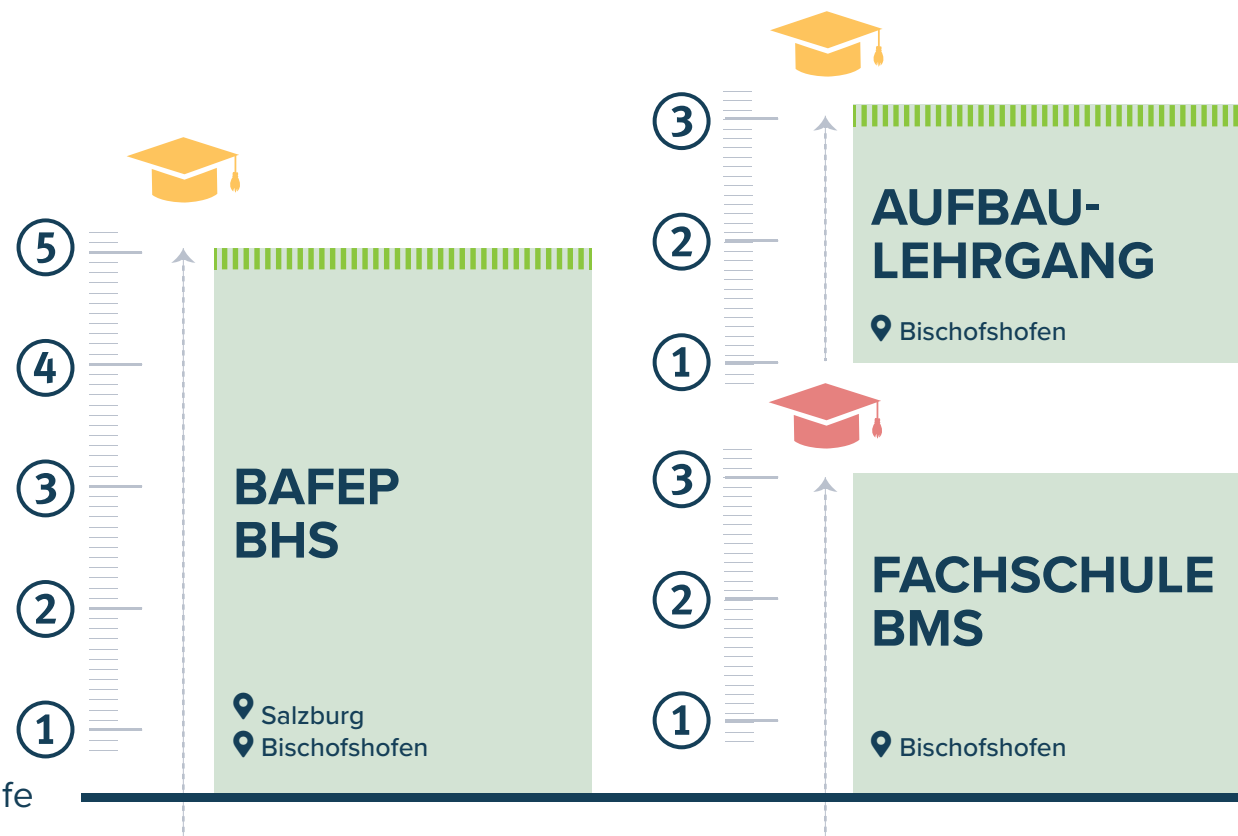 5
4
3
2
1
BAFEP
BHS
Salzburg
Bischofshofen
3
2
1
AUFBAU-
LEHRGANG
Bischofshofen
3
2
1
FACHSCHULE
BMS
Bischofshofen
fe